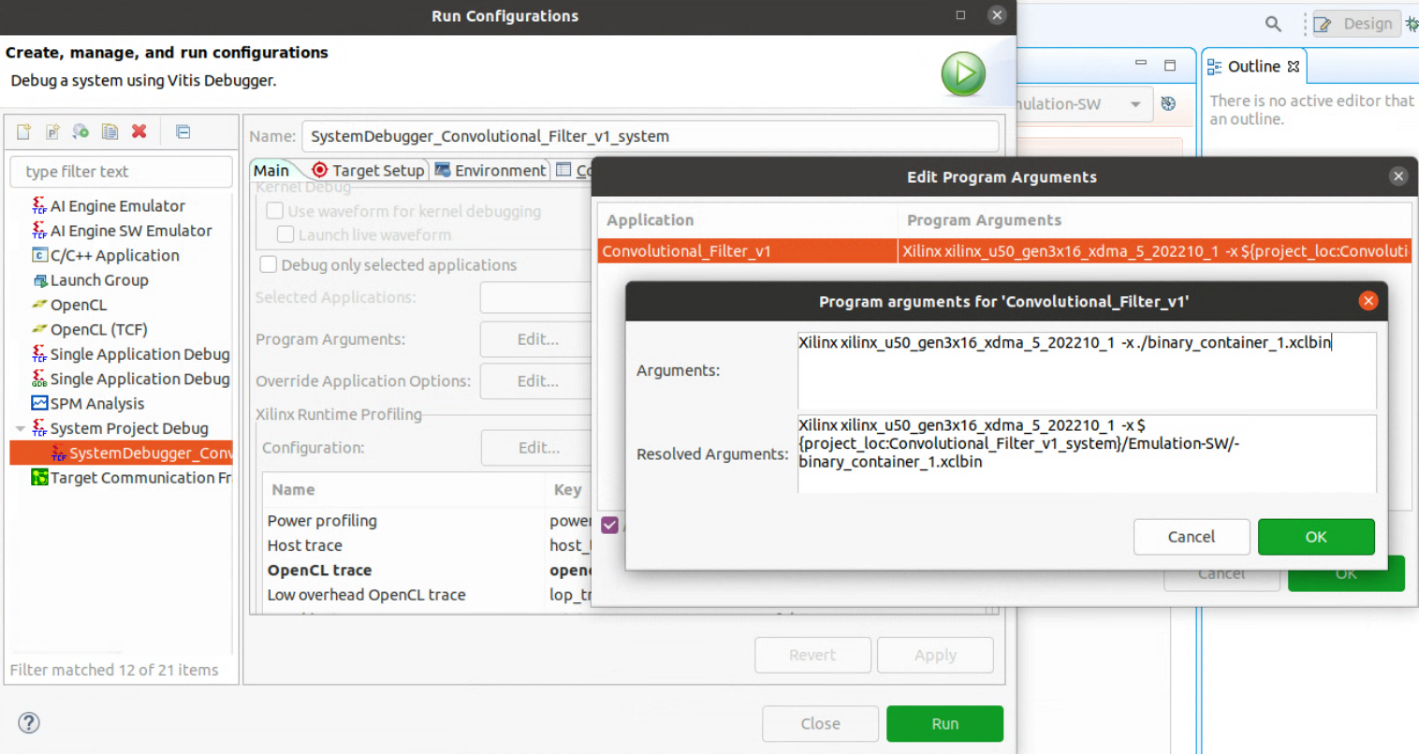 Run Configurations
Create, manage, and run configurations
Debug a system using Vitis Debugger.
type filter text
AI Engine Emulator
AI Engine SW Emulator
C/C++ Application
Launch Group
OpenCL
OpenCL (TCF)
Single Application Debug
Single Application Debug
SPM Analysis
System Project Debug
SystemDebugger_Conv
Target Communication Fr
Filter matched 12 of 21 items
Name: SystemDebugger_Convolutional_Filter_v1_system
Main Target Setup Environment Co
Kernel Debug
Use waveform for kernel debugging
Launch live waveform
Debug only selected applications
Selected Applications:
Program Arguments: Edit...
Override Application Options: Edit...
Xilinx Runtime Profiling
Configuration: Edit...
Name Key
Power profiling power
Host trace host_t
OpenCL trace openc
Low overhead OpenCL trace lop_tr
Revert Apply
Close Run
Design
Outline
mulation-SW
There is no active editor that
an outline.
Edit Program Arguments
Application Program Arguments
Convolutional_Filter_v1 Xilinx xilinx_u50_gen3x16_xdma_5_202210_1 -x ${project_loc:Convoluti
Program arguments for 'Convolutional_Filter_v1'
Arguments: Xilinx xilinx_u50_gen3x16_xdma_5_202210_1 -x ./binary_container_1.xclbin
Resolved Arguments:
Xilinx xilinx_u50_gen3x16_xdma_5_202210_1 -x $
{project_loc:Convolutional_Filter_v1_system}/Emulation-SW/-
binary_container_1.xclbin
Cancel OK
Cancel OK